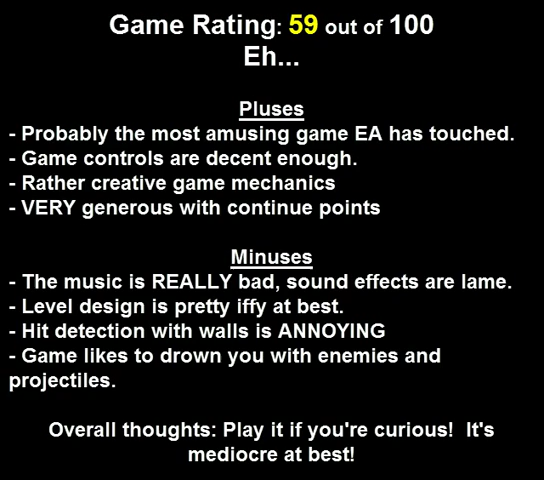 Game Rating: 59 out of 100
Eh...
Pluses
- Probably the most amusing game EA has touched.
- Game controls are decent enough.
- Rather creative game mechanics
- VERY generous with continue points
Minuses
- The music is REALLY bad, sound effects are lame.
- Level design is pretty iffy at best.
- Hit detection with walls is ANNOYING
- Game likes to drown you with enemies and
projectiles.
Overall thoughts: Play it if you're curious!  It's
mediocre at best!